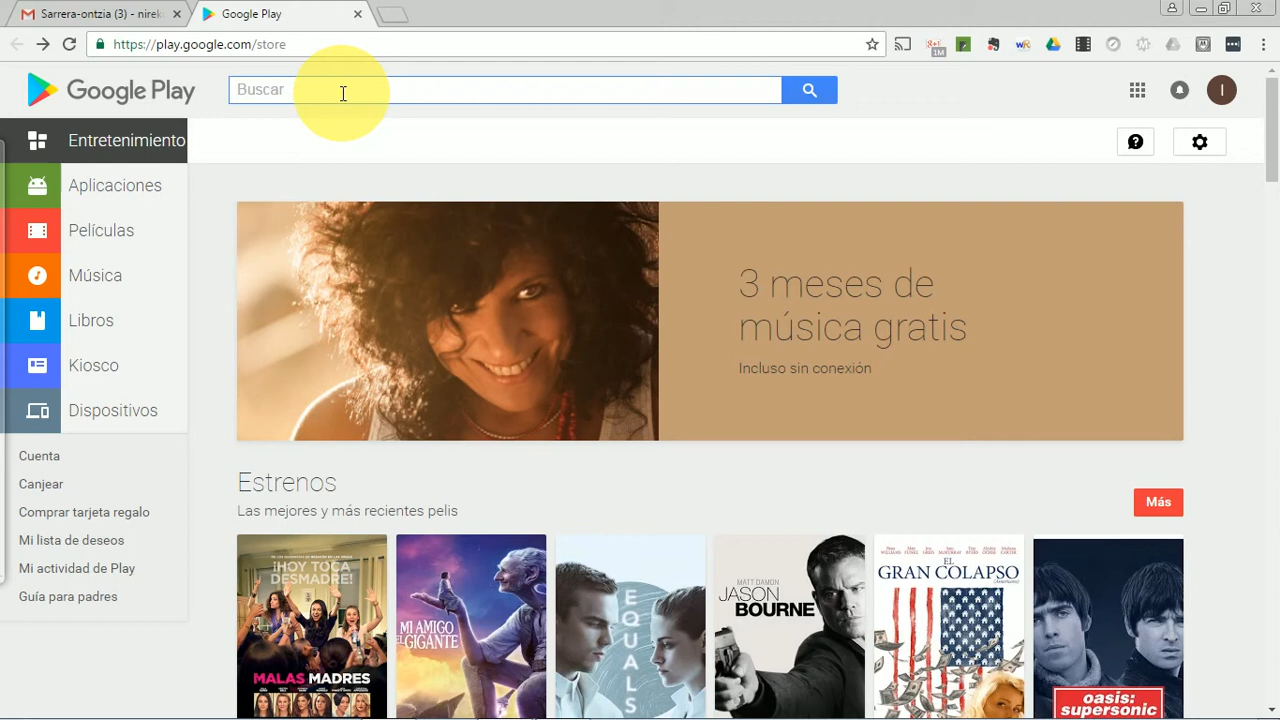 Sarrera-ontzia (3) - nirek
Google Play
https://play.google.com/store
1M
Google Play
Buscar
I
Entretenimiento
Aplicaciones
Películas
Música
Libros
Kiosco
Dispositivos
Cuenta
Canjear
Comprar tarjeta regalo
Mi lista de deseos
Mi actividad de Play
Guía para padres
3 meses de
música gratis
Incluso sin conexión
Estrenos
Las mejores y más recientes pelis
Más
¡HOY TOCA
DESMADRE!
MALAS MADRES
MI AMIGO
EL GIGANTE
EQUALS
MATT DAMON
JASON
BOURNE
EL
GRAN COLAPSO
oasis:
supersonic